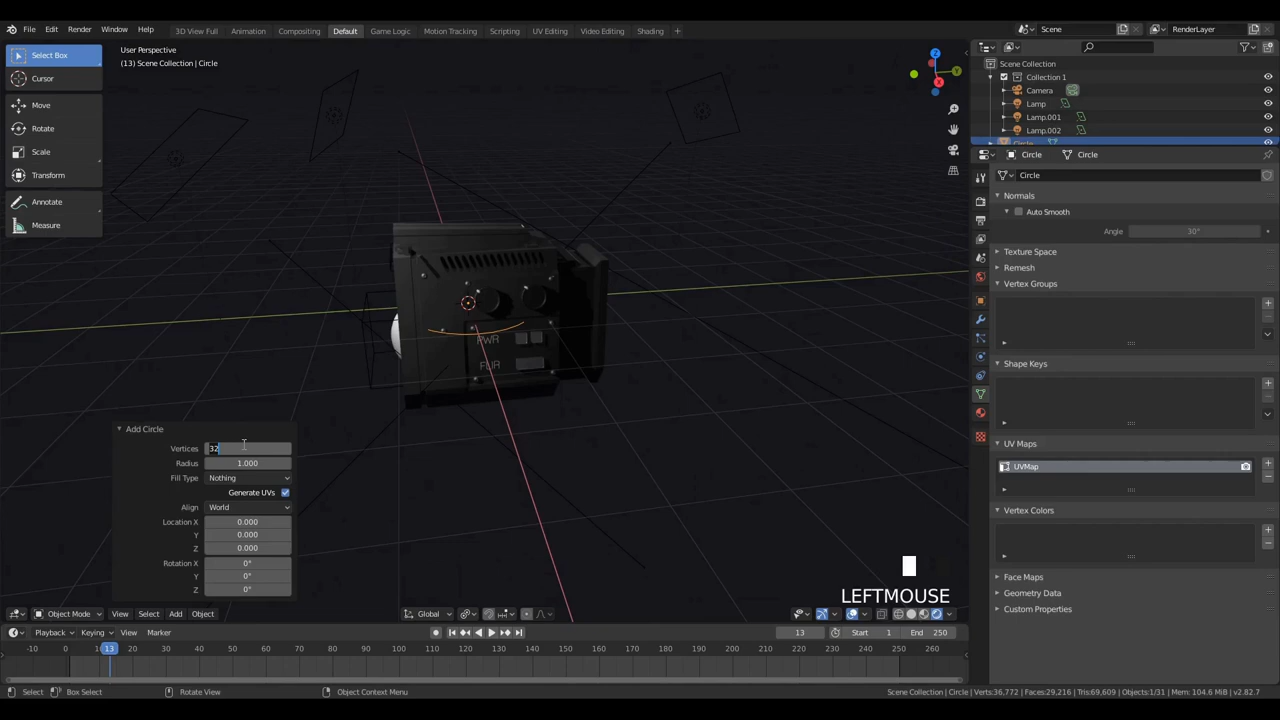 File Edit Render Window Help
3D View Full Animation Compositing Default Game Logic Motion Tracking Scripting UV Editing Video Editing Shading +
Scene RenderLayer
Select Box
Cursor
Move
Rotate
Scale
Transform
Annotate
Measure
User Perspective
(13) Scene Collection | Circle
X
Y
Z
PWR
Scene Collection
Collection 1
Camera
Lamp
Lamp.001
Lamp.002
Circle
Circle Circle
Circle
Normals
Auto Smooth
Angle 30°
Texture Space
Remesh
Vertex Groups
Shape Keys
UV Maps
UVMap
Vertex Colors
Face Maps
Geometry Data
Custom Properties
Add Circle
Vertices 32
Radius 1.000
Fill Type Nothing
Generate UVs
Align World
Location X 0.000
Y 0.000
Z 0.000
Rotation X 0°
Y 0°
Z 0°
LEFTMOUSE
Object Mode View Select Add Object Global
Playback Keying View Marker 13 Start 1 End 250
-10 0 10 13 20 30 40 50 60 70 80 90 100 110 120 130 140 150 160 170 180 190 200 210 220 230 240 250 260
Select Box Select Rotate View Object Context Menu Scene Collection | Circle | Verts:36,772 | Faces:29,216 | Tris:69,609 | Objects:1/31 | Mem: 104.6 MiB | v2.82.7